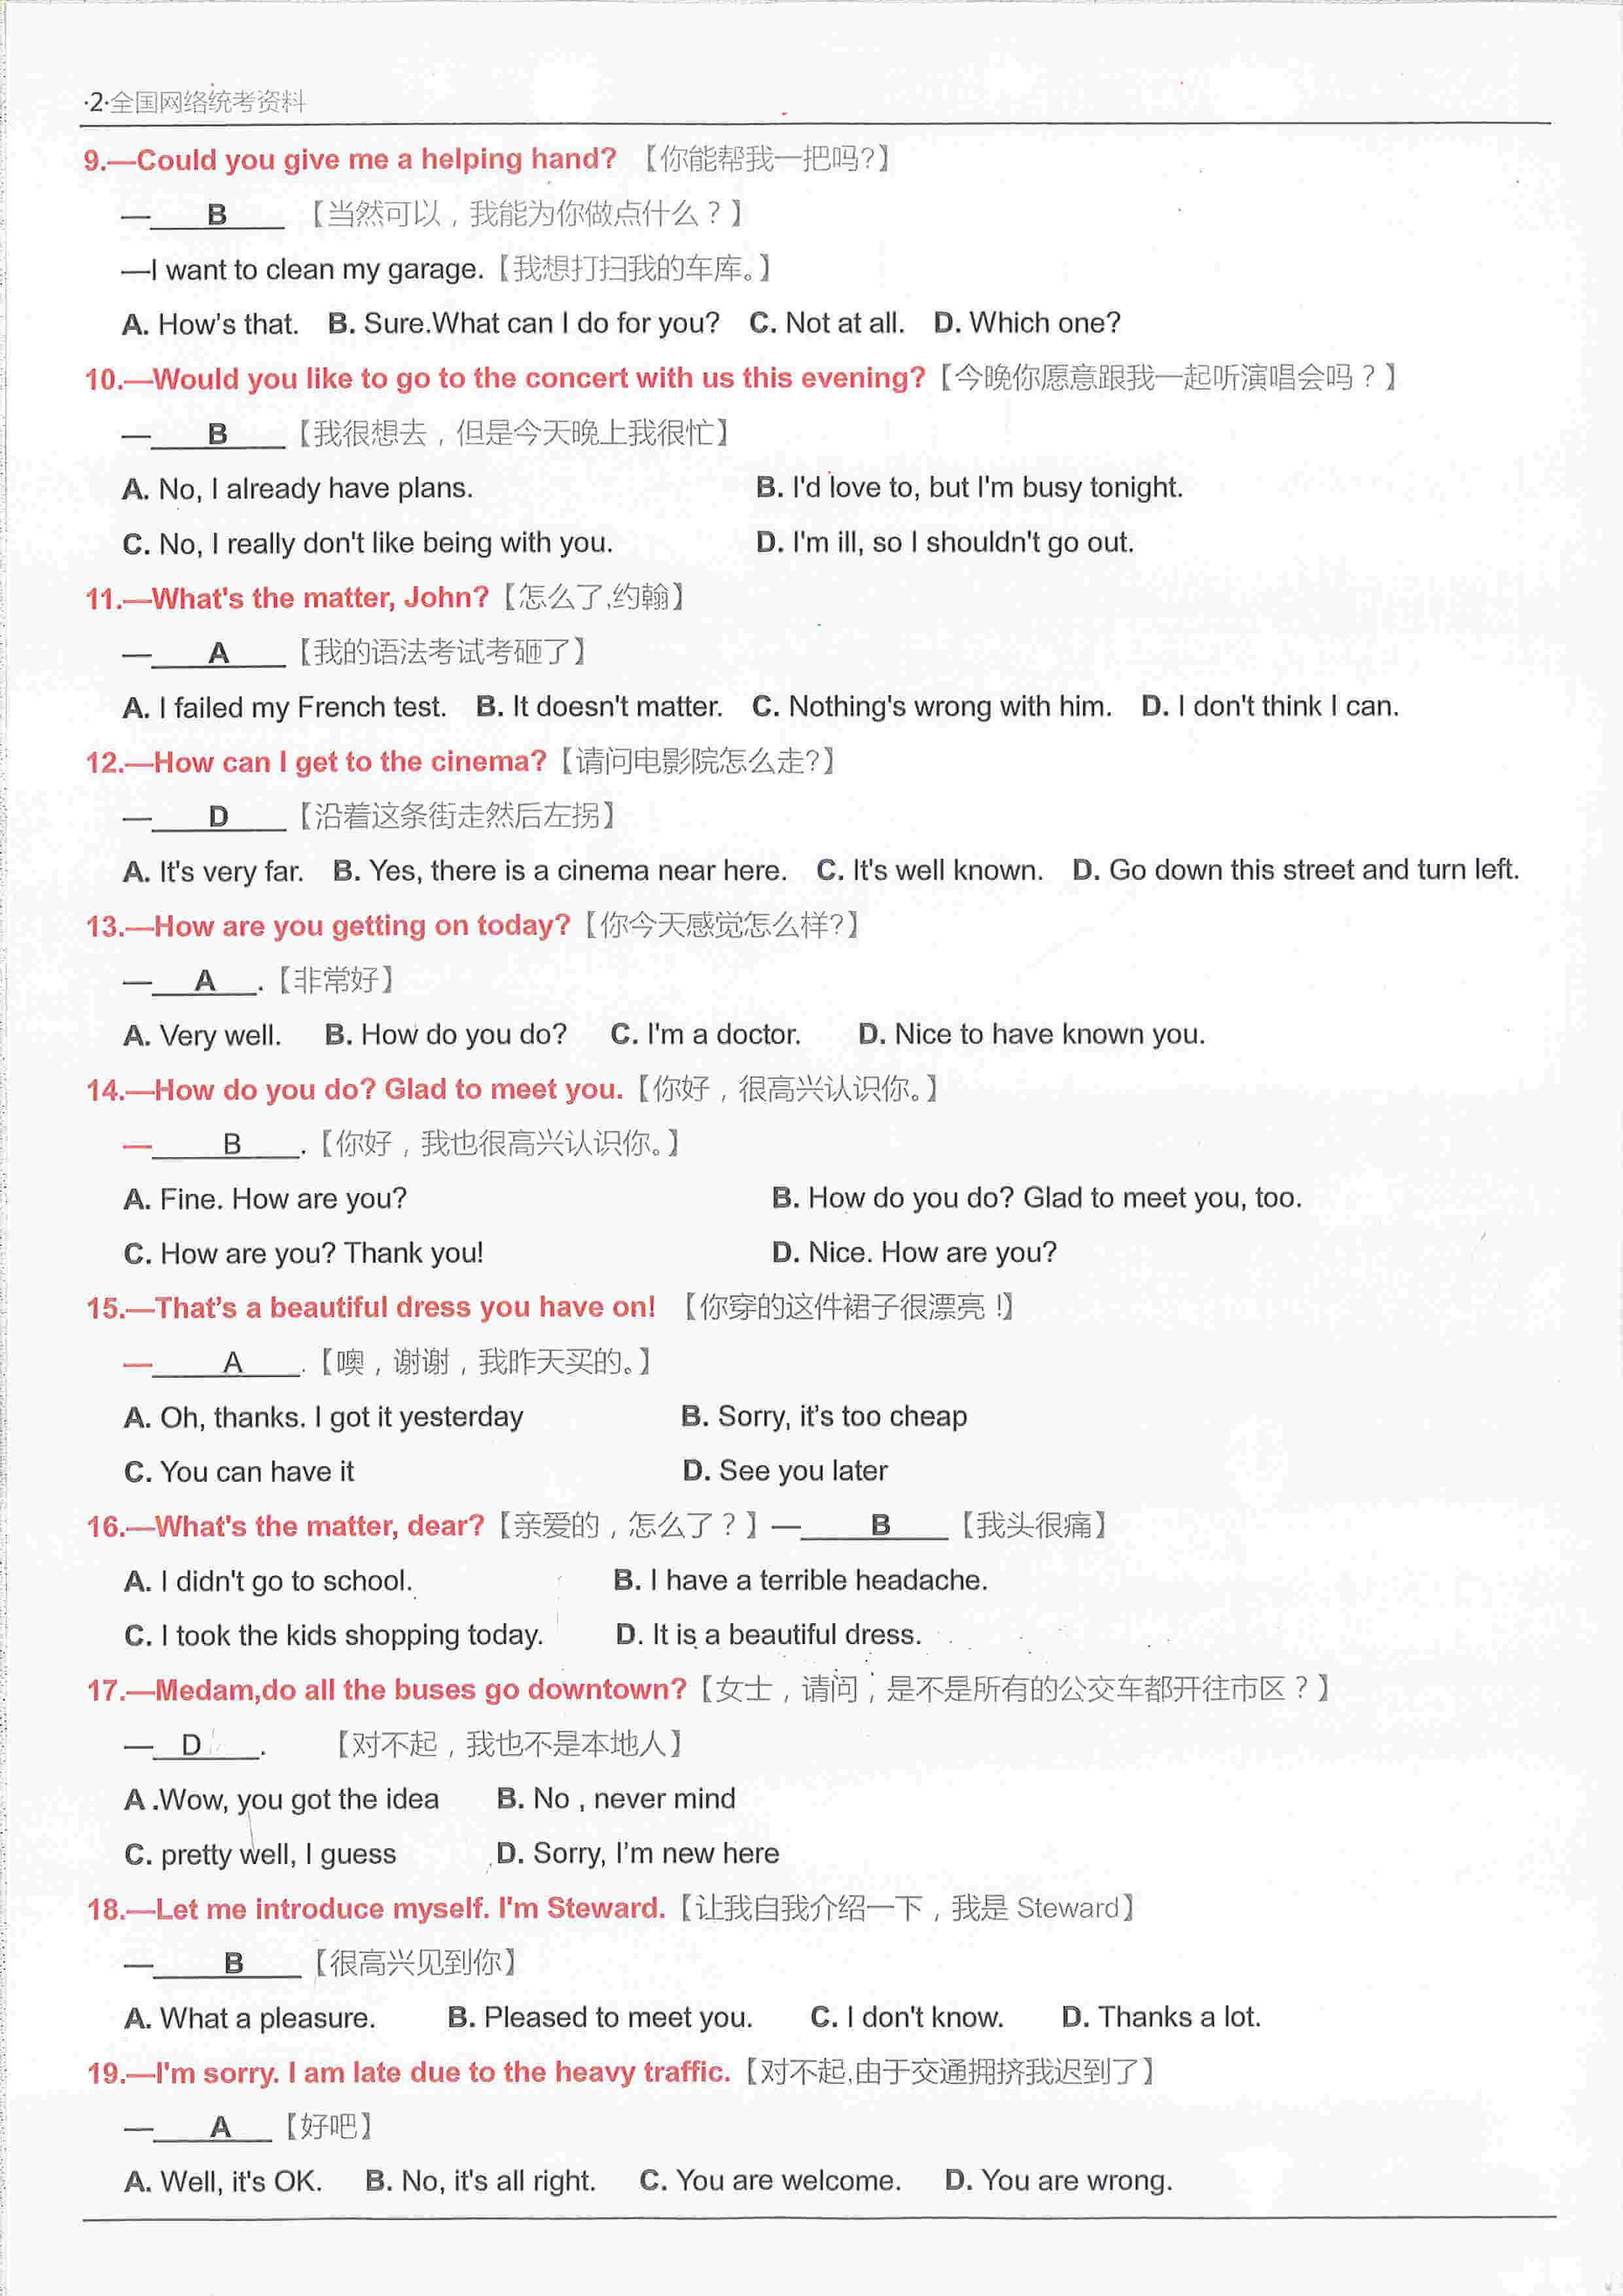 ·2·全国网络统考资料
9.—Could you give me a helping hand? 【你能帮我一把吗?】
—  B  【当然可以，我能为你做点什么？】
—I want to clean my garage.【我想打扫我的车库。】
A. How's that. B. Sure.What can I do for you? C. Not at all. D. Which one?
10.—Would you like to go to the concert with us this evening?【今晚你愿意跟我一起听演唱会吗？】
—  B  【我很想去，但是今天晚上我很忙】
A. No, I already have plans. B. I'd love to, but I'm busy tonight.
C. No, I really don't like being with you. D. I'm ill, so I shouldn't go out.
11.—What's the matter, John?【怎么了,约翰】
—  A  【我的语法考试考砸了】
A. I failed my French test. B. It doesn't matter. C. Nothing's wrong with him. D. I don't think I can.
12.—How can I get to the cinema?【请问电影院怎么走?】
—  D  【沿着这条街走然后左拐】
A. It's very far. B. Yes, there is a cinema near here. C. It's well known. D. Go down this street and turn left.
13.—How are you getting on today?【你今天感觉怎么样?】
—  A  .【非常好】
A. Very well. B. How do you do? C. I'm a doctor. D. Nice to have known you.
14.—How do you do? Glad to meet you.【你好，很高兴认识你。】
—  B  .【你好，我也很高兴认识你。】
A. Fine. How are you? B. How do you do? Glad to meet you, too.
C. How are you? Thank you! D. Nice. How are you?
15.—That’s a beautiful dress you have on! 【你穿的这件裙子很漂亮！】
—  A  .【噢，谢谢，我昨天买的。】
A. Oh, thanks. I got it yesterday B. Sorry, it’s too cheap
C. You can have it D. See you later
16.—What's the matter, dear?【亲爱的，怎么了？】—  B  【我头很痛】
A. I didn't go to school. B. I have a terrible headache.
C. I took the kids shopping today. D. It is a beautiful dress.
17.—Medam,do all the buses go downtown?【女士，请问，是不是所有的公交车都开往市区？】
—  D  . 【对不起，我也不是本地人】
A .Wow, you got the idea B. No , never mind
C. pretty well, I guess D. Sorry, I’m new here
18.—Let me introduce myself. I'm Steward.【让我自我介绍一下，我是 Steward】
—  B  【很高兴见到你】
A. What a pleasure. B. Pleased to meet you. C. I don't know. D. Thanks a lot.
19.—I'm sorry. I am late due to the heavy traffic.【对不起,由于交通拥挤我迟到了】
—  A  【好吧】
A. Well, it's OK. B. No, it's all right. C. You are welcome. D. You are wrong.